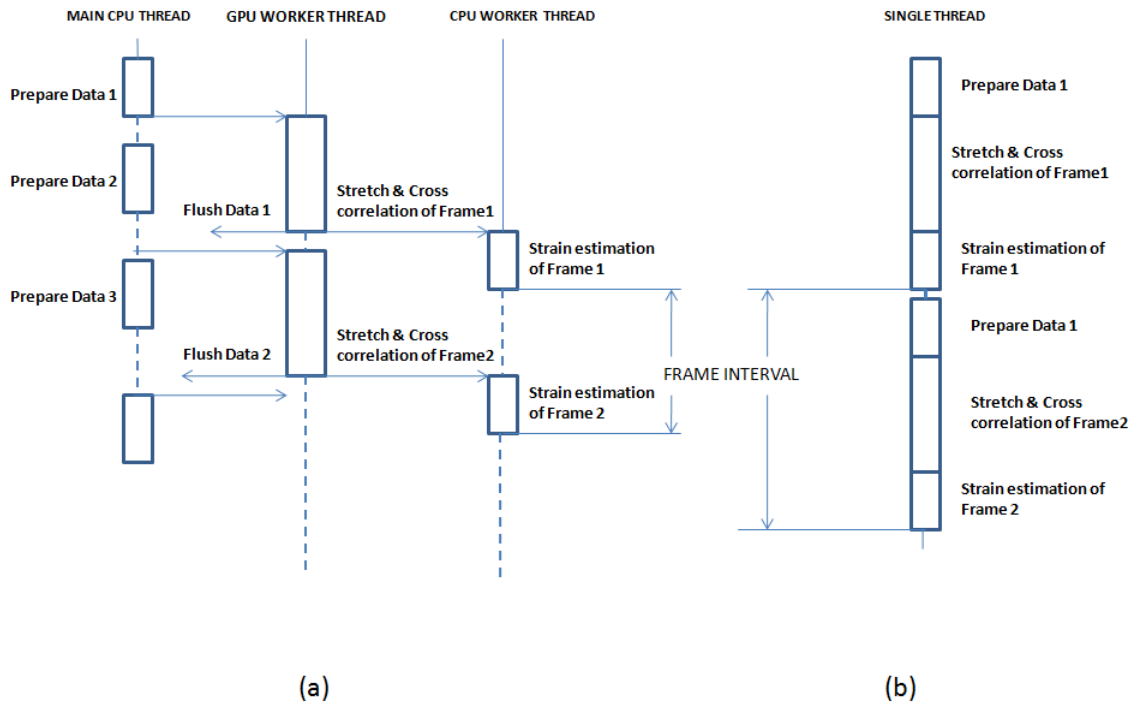 MAIN CPU THREAD
GPU WORKER THREAD
CPU WORKER THREAD
SINGLE THREAD
Prepare Data 1
Prepare Data 2
Prepare Data 3
Flush Data 1
Stretch & Cross
correlation of Frame1
Flush Data 2
Stretch & Cross
correlation of Frame2
Strain estimation
of Frame 1
Strain estimation
of Frame 2
FRAME INTERVAL
Prepare Data 1
Stretch & Cross
correlation of Frame1
Strain estimation of
Frame 1
Prepare Data 1
Stretch & Cross
correlation of Frame2
Strain estimation of
Frame 2
(a)
(b)